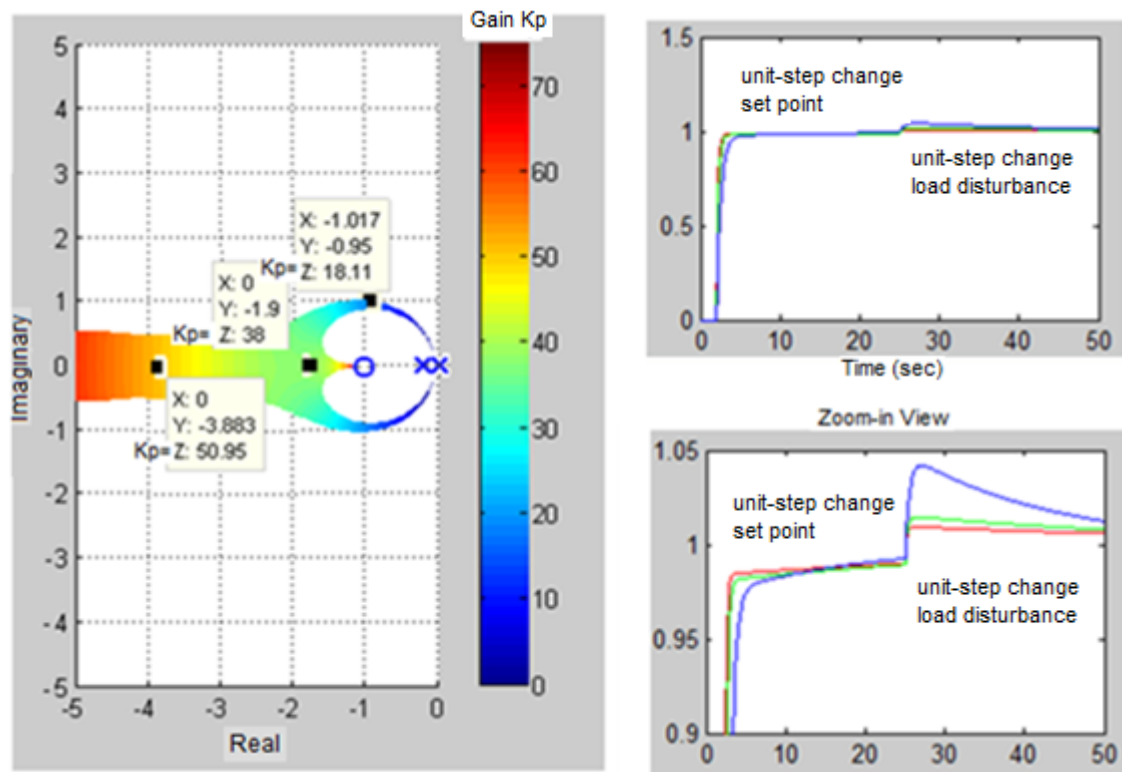 Gain Kp
5
4
3
2
1
0
-1
-2
-3
-4
-5
Imaginary
-5
-4
-3
-2
-1
0
Real
X: -1.017
Y: -0.95
Kp= Z: 18.11
X: 0
Y: -1.9
Kp= Z: 38
X: 0
Y: -3.883
Kp= Z: 50.95
70
60
50
40
30
20
10
0
1.5
1
0.5
0
unit-step change
set point
unit-step change
load disturbance
0
10
20
30
40
50
Time (sec)
Zoom-in View
1.05
1
0.95
0.9
unit-step change
set point
unit-step change
load disturbance
0
10
20
30
40
50